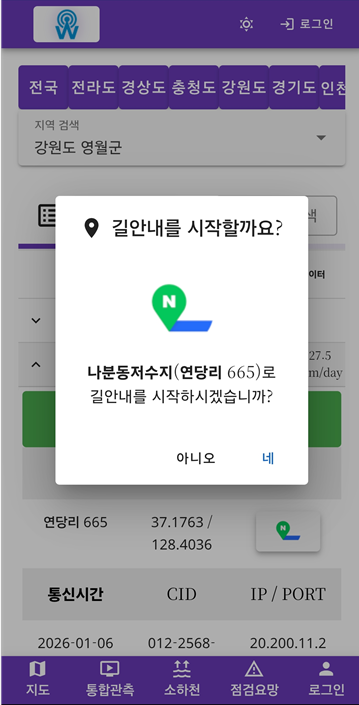 W
로그인
전국 전라도 경상도 충청도 강원도 경기도 인천
지역 검색
강원도 영월군
색
길안내를 시작할까요?
이터
N
27.5
m/day
나분동저수지(연당리 665)로
길안내를 시작하시겠습니까?
아니오 네
연당리 665 37.1763 /
128.4036
N
통신시간 CID IP / PORT
2026-01-06 012-2568- 20.200.11.2
지도 통합관측 소하천 점검요망 로그인